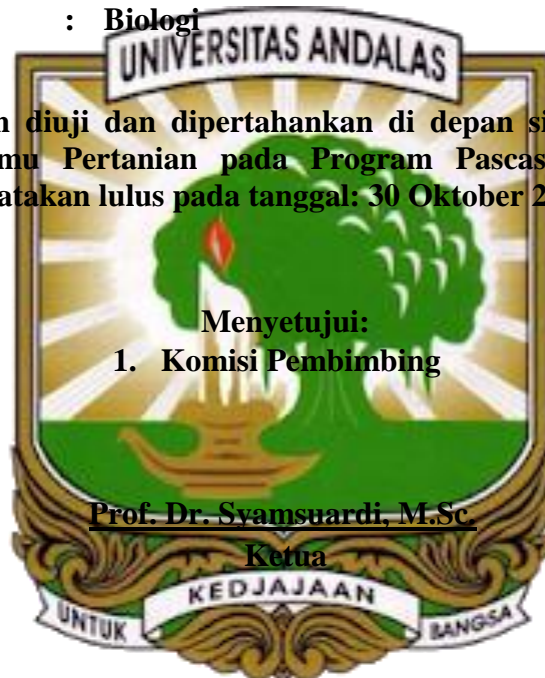 : Biologi
UNIVERSITAS ANDALAS
diuji dan dipertahankan di depan
Pertanian pada Program
lulus pada tanggal: 30 Oktober
Menyetujui:
1. Komisi Pembimbing
Prof. Dr. Syamsuardi, M.Sc.
Ketua
KEDJAJAAN
UNTUK BANGSA